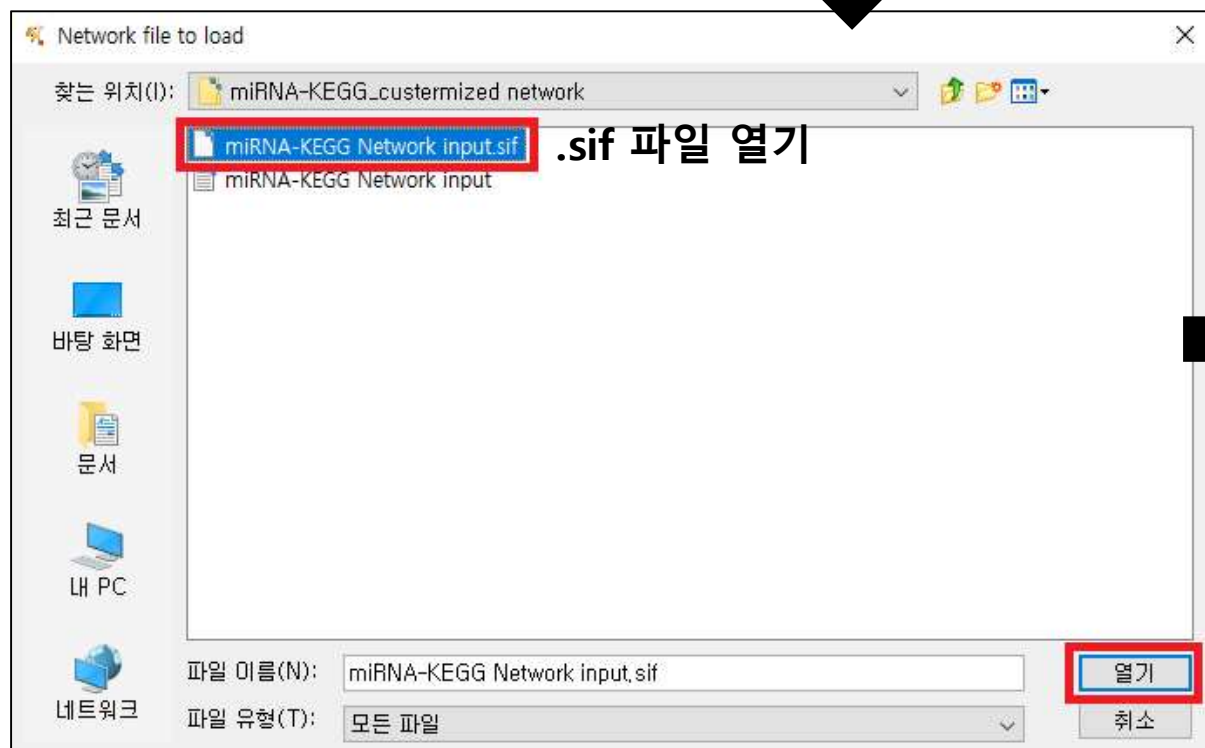 Network file to load
찾는 위치(I): miRNA-KEGG_custermized network
miRNA-KEGG Network input.sif
.sif 파일 열기
miRNA-KEGG Network input
최근 문서
바탕 화면
문서
내 PC
네트워크
파일 이름(N): miRNA-KEGG Network input.sif 열기
파일 유형(T): 모든 파일 취소